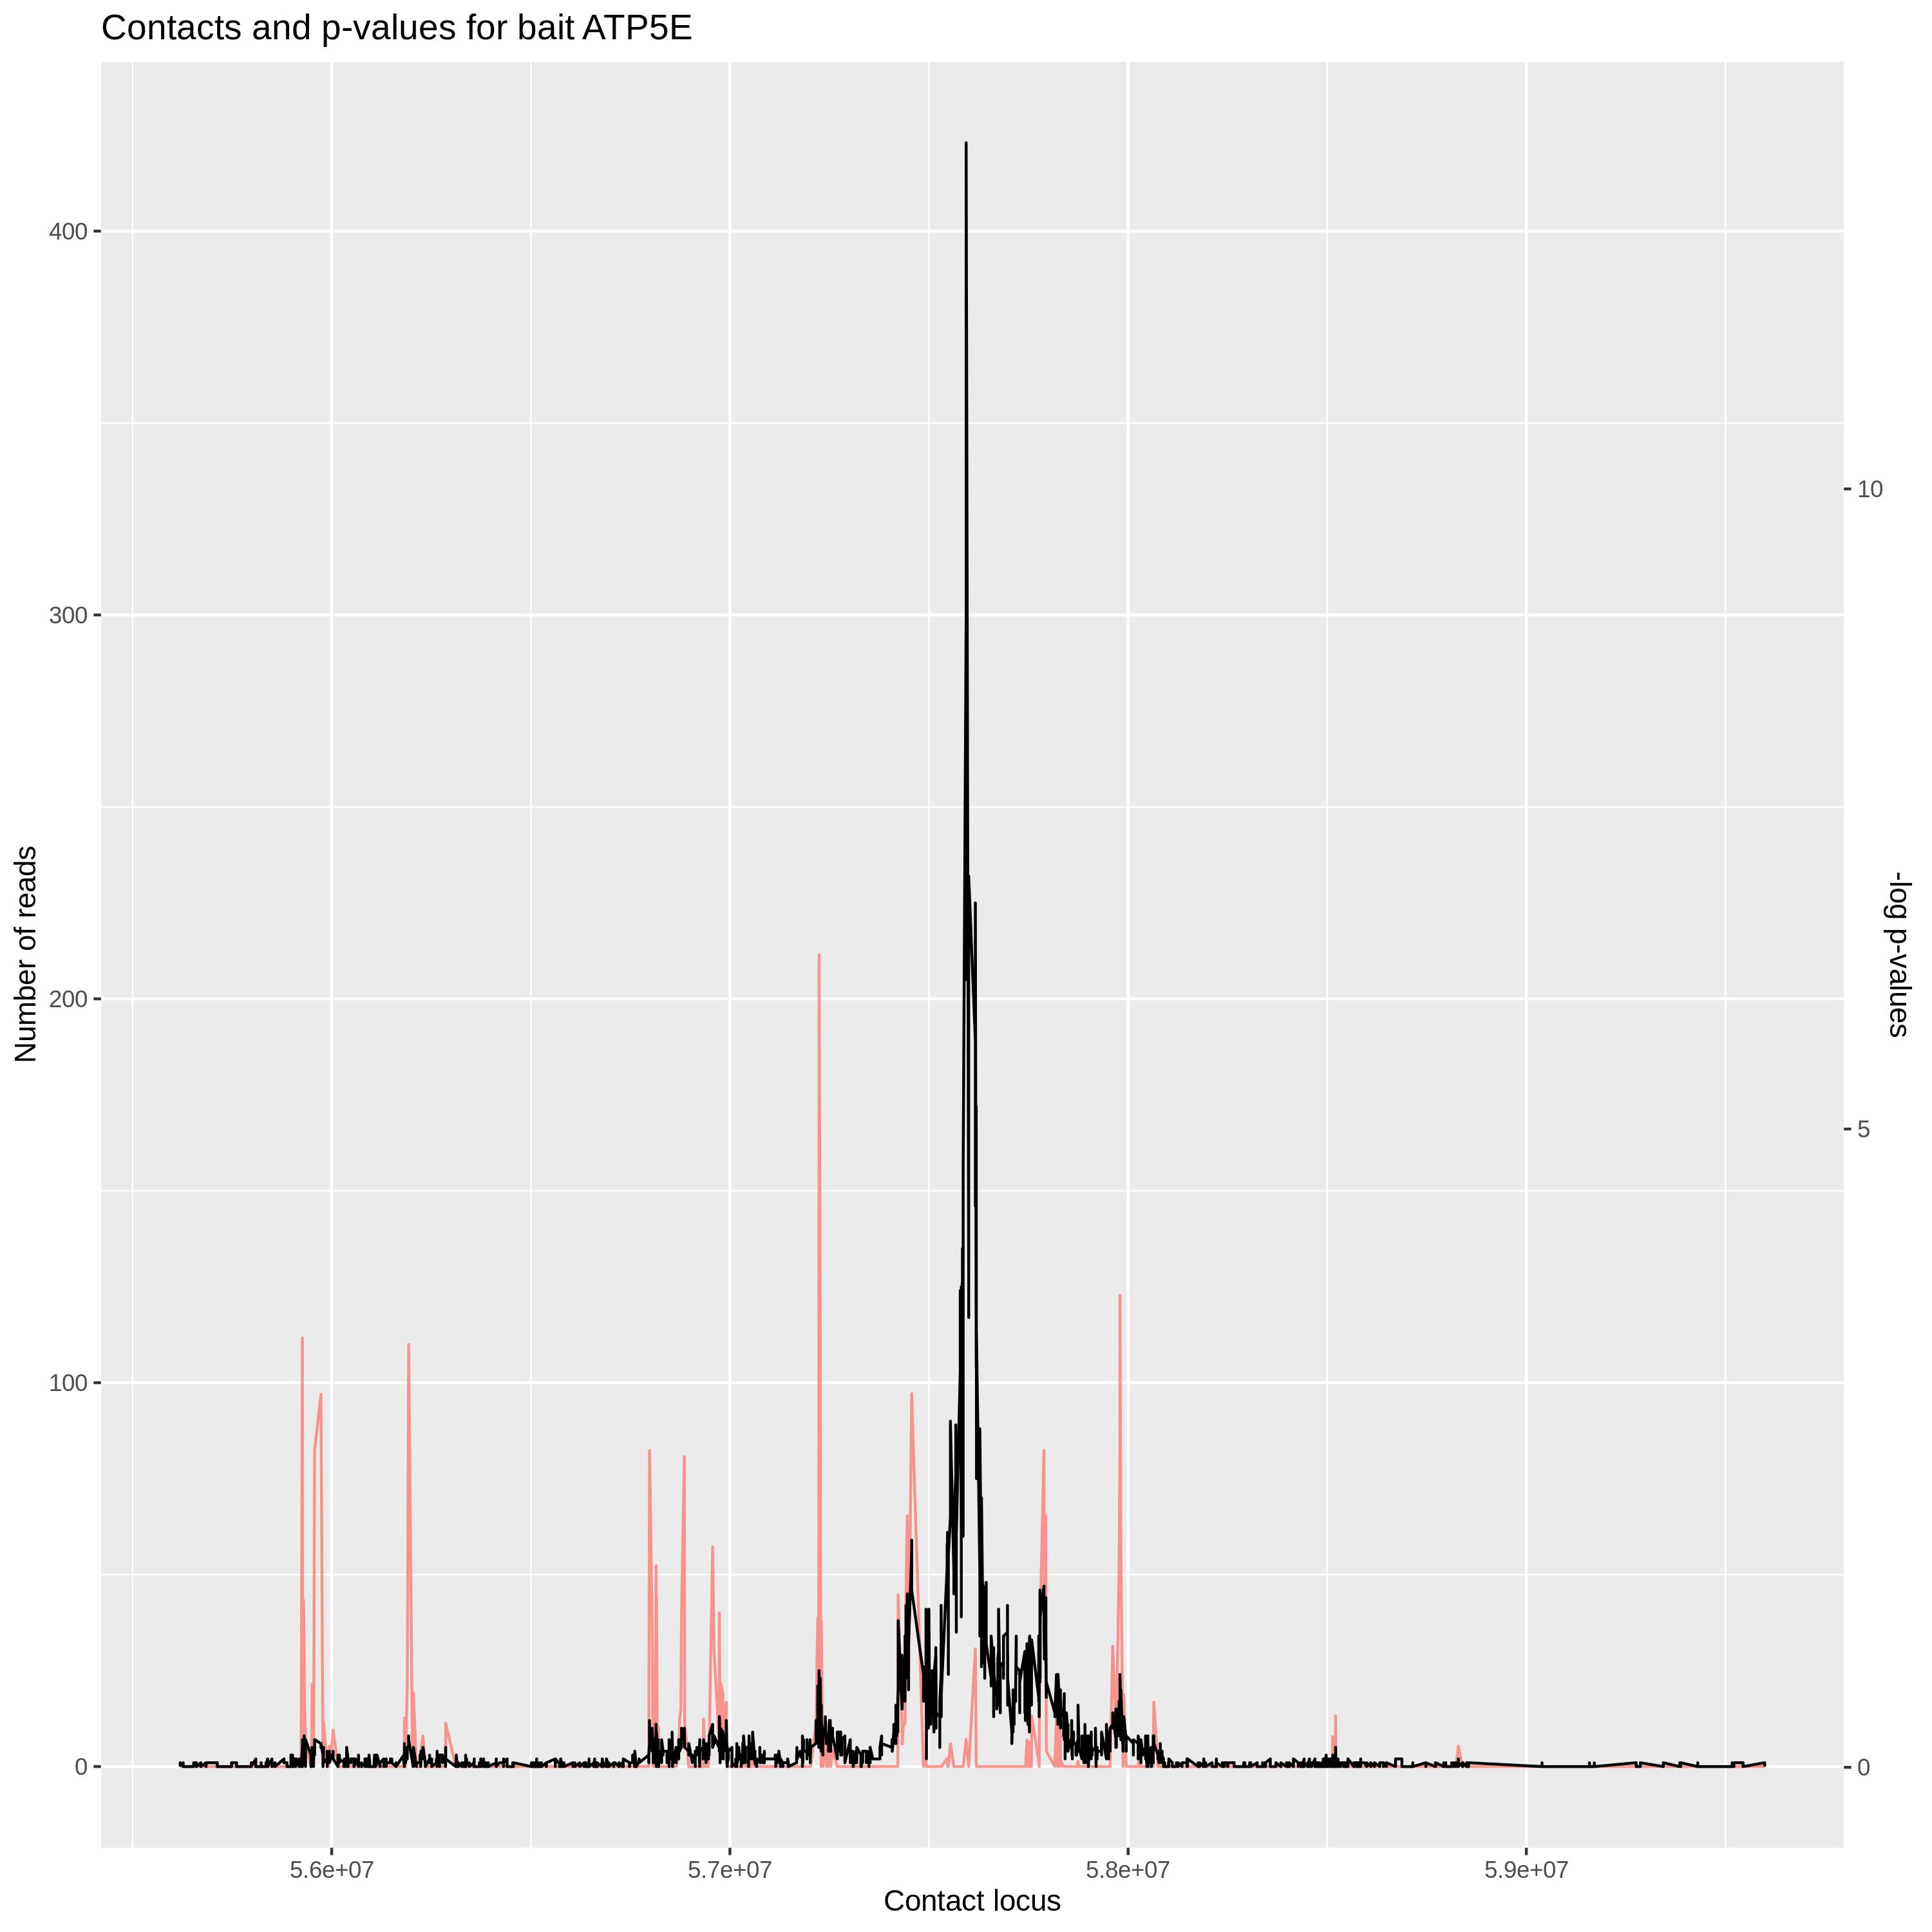 Contacts and p-values for bait ATP5E
400
300
200
100
0
Number of reads
10
5
0
-log p-values
5.6e+07
5.7e+07
5.8e+07
5.9e+07
Contact locus